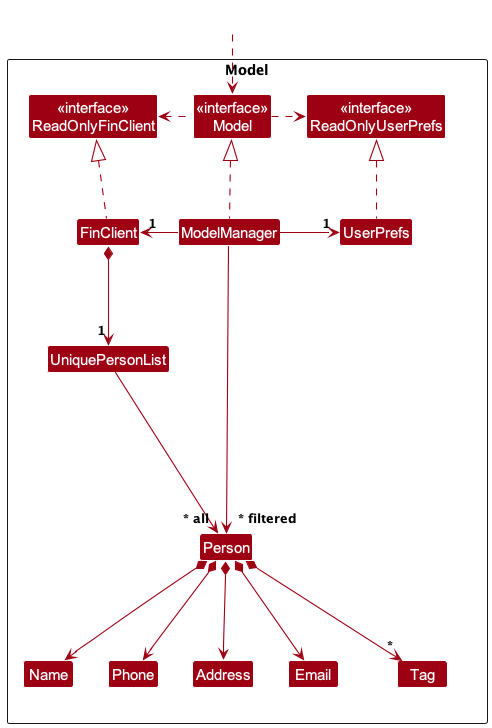 Model
«interface»
ReadOnlyFinClient
«interface»
Model
«interface»
ReadOnlyUserPrefs
FinClient
1
ModelManager
1
UserPrefs
1
UniquePersonList
* all
* filtered
Person
*
Name
Phone
Address
Email
Tag